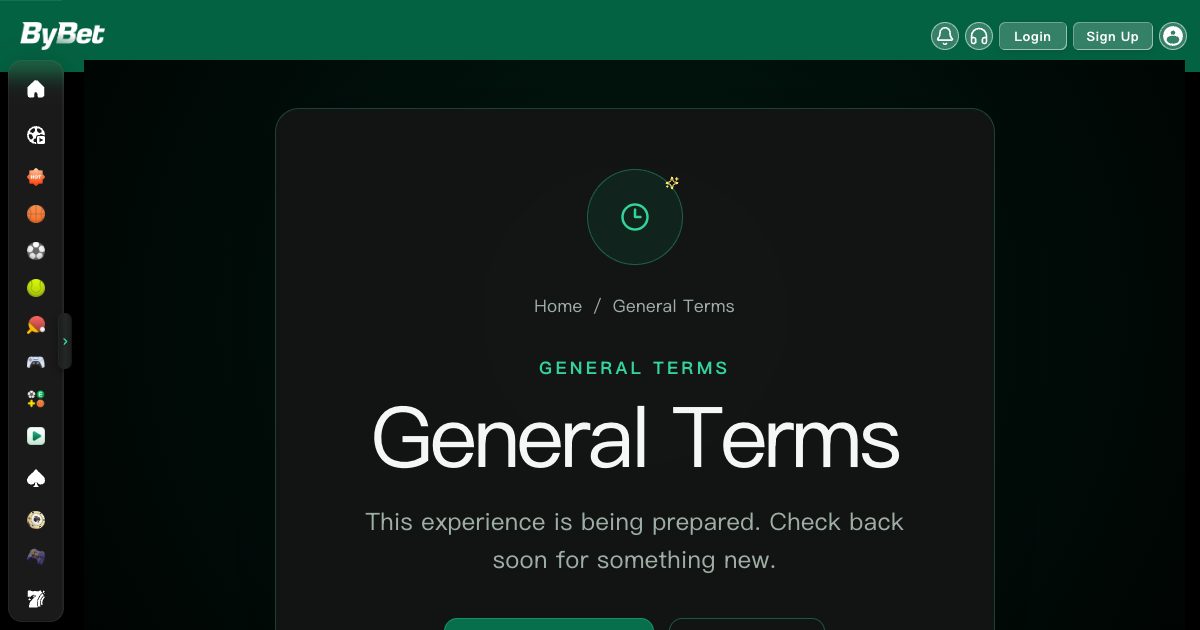 ByBet
Login
Sign Up
HOT
Home / General Terms
GENERAL TERMS
General Terms
This experience is being prepared. Check back
soon for something new.